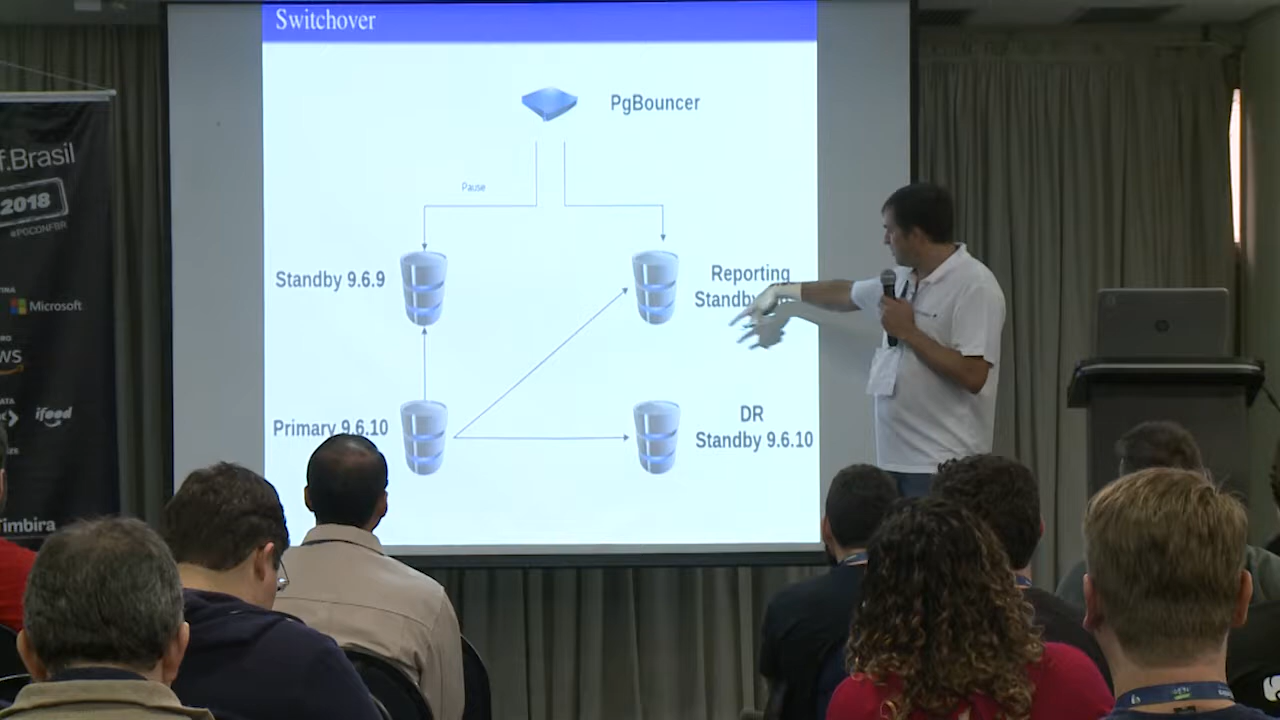 Switchover
PgBouncer
Pause
Standby 9.6.9
Reporting
Standby
Primary 9.6.10
DR
Standby 9.6.10
f.Brasil
2018
#PGCONFBR
Microsoft
ifood
Timbira
hp